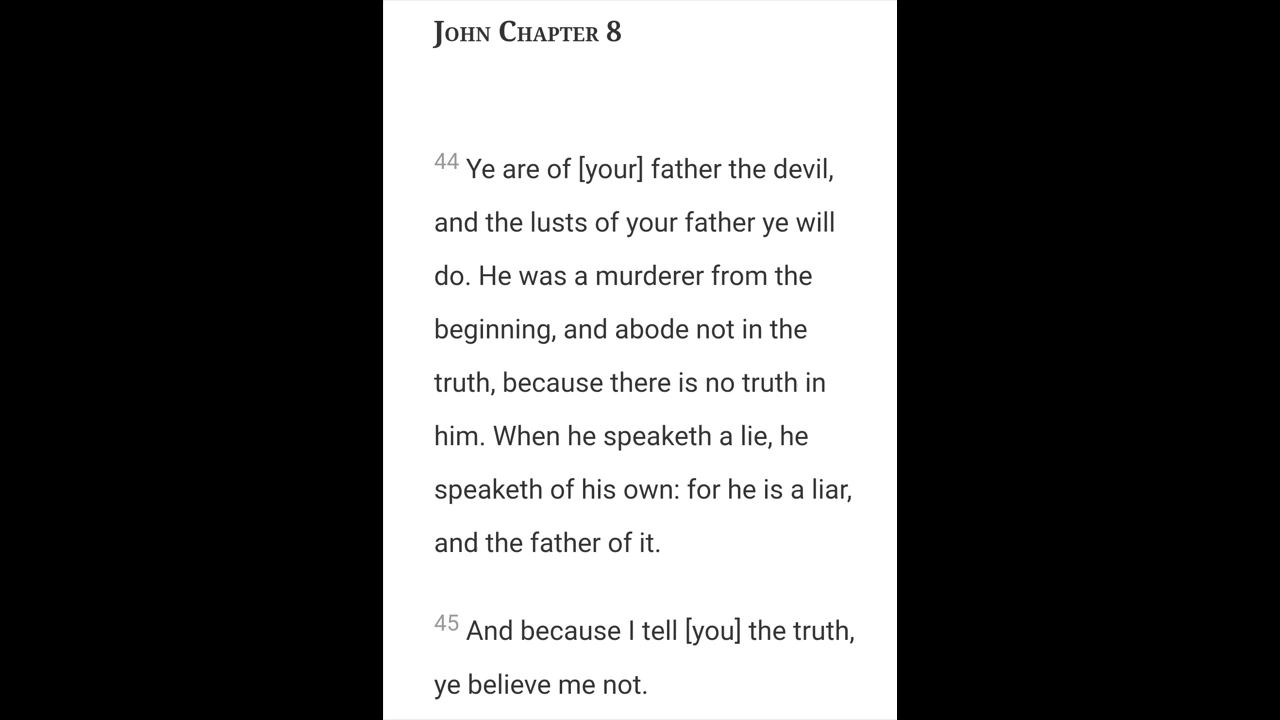 John Chapter 8
44 Ye are of [your] father the devil,
and the lusts of your father ye will
do. He was a murderer from the
beginning, and abode not in the
truth, because there is no truth in
him. When he speaketh a lie, he
speaketh of his own: for he is a liar,
and the father of it.
45 And because I tell [you] the truth,
ye believe me not.